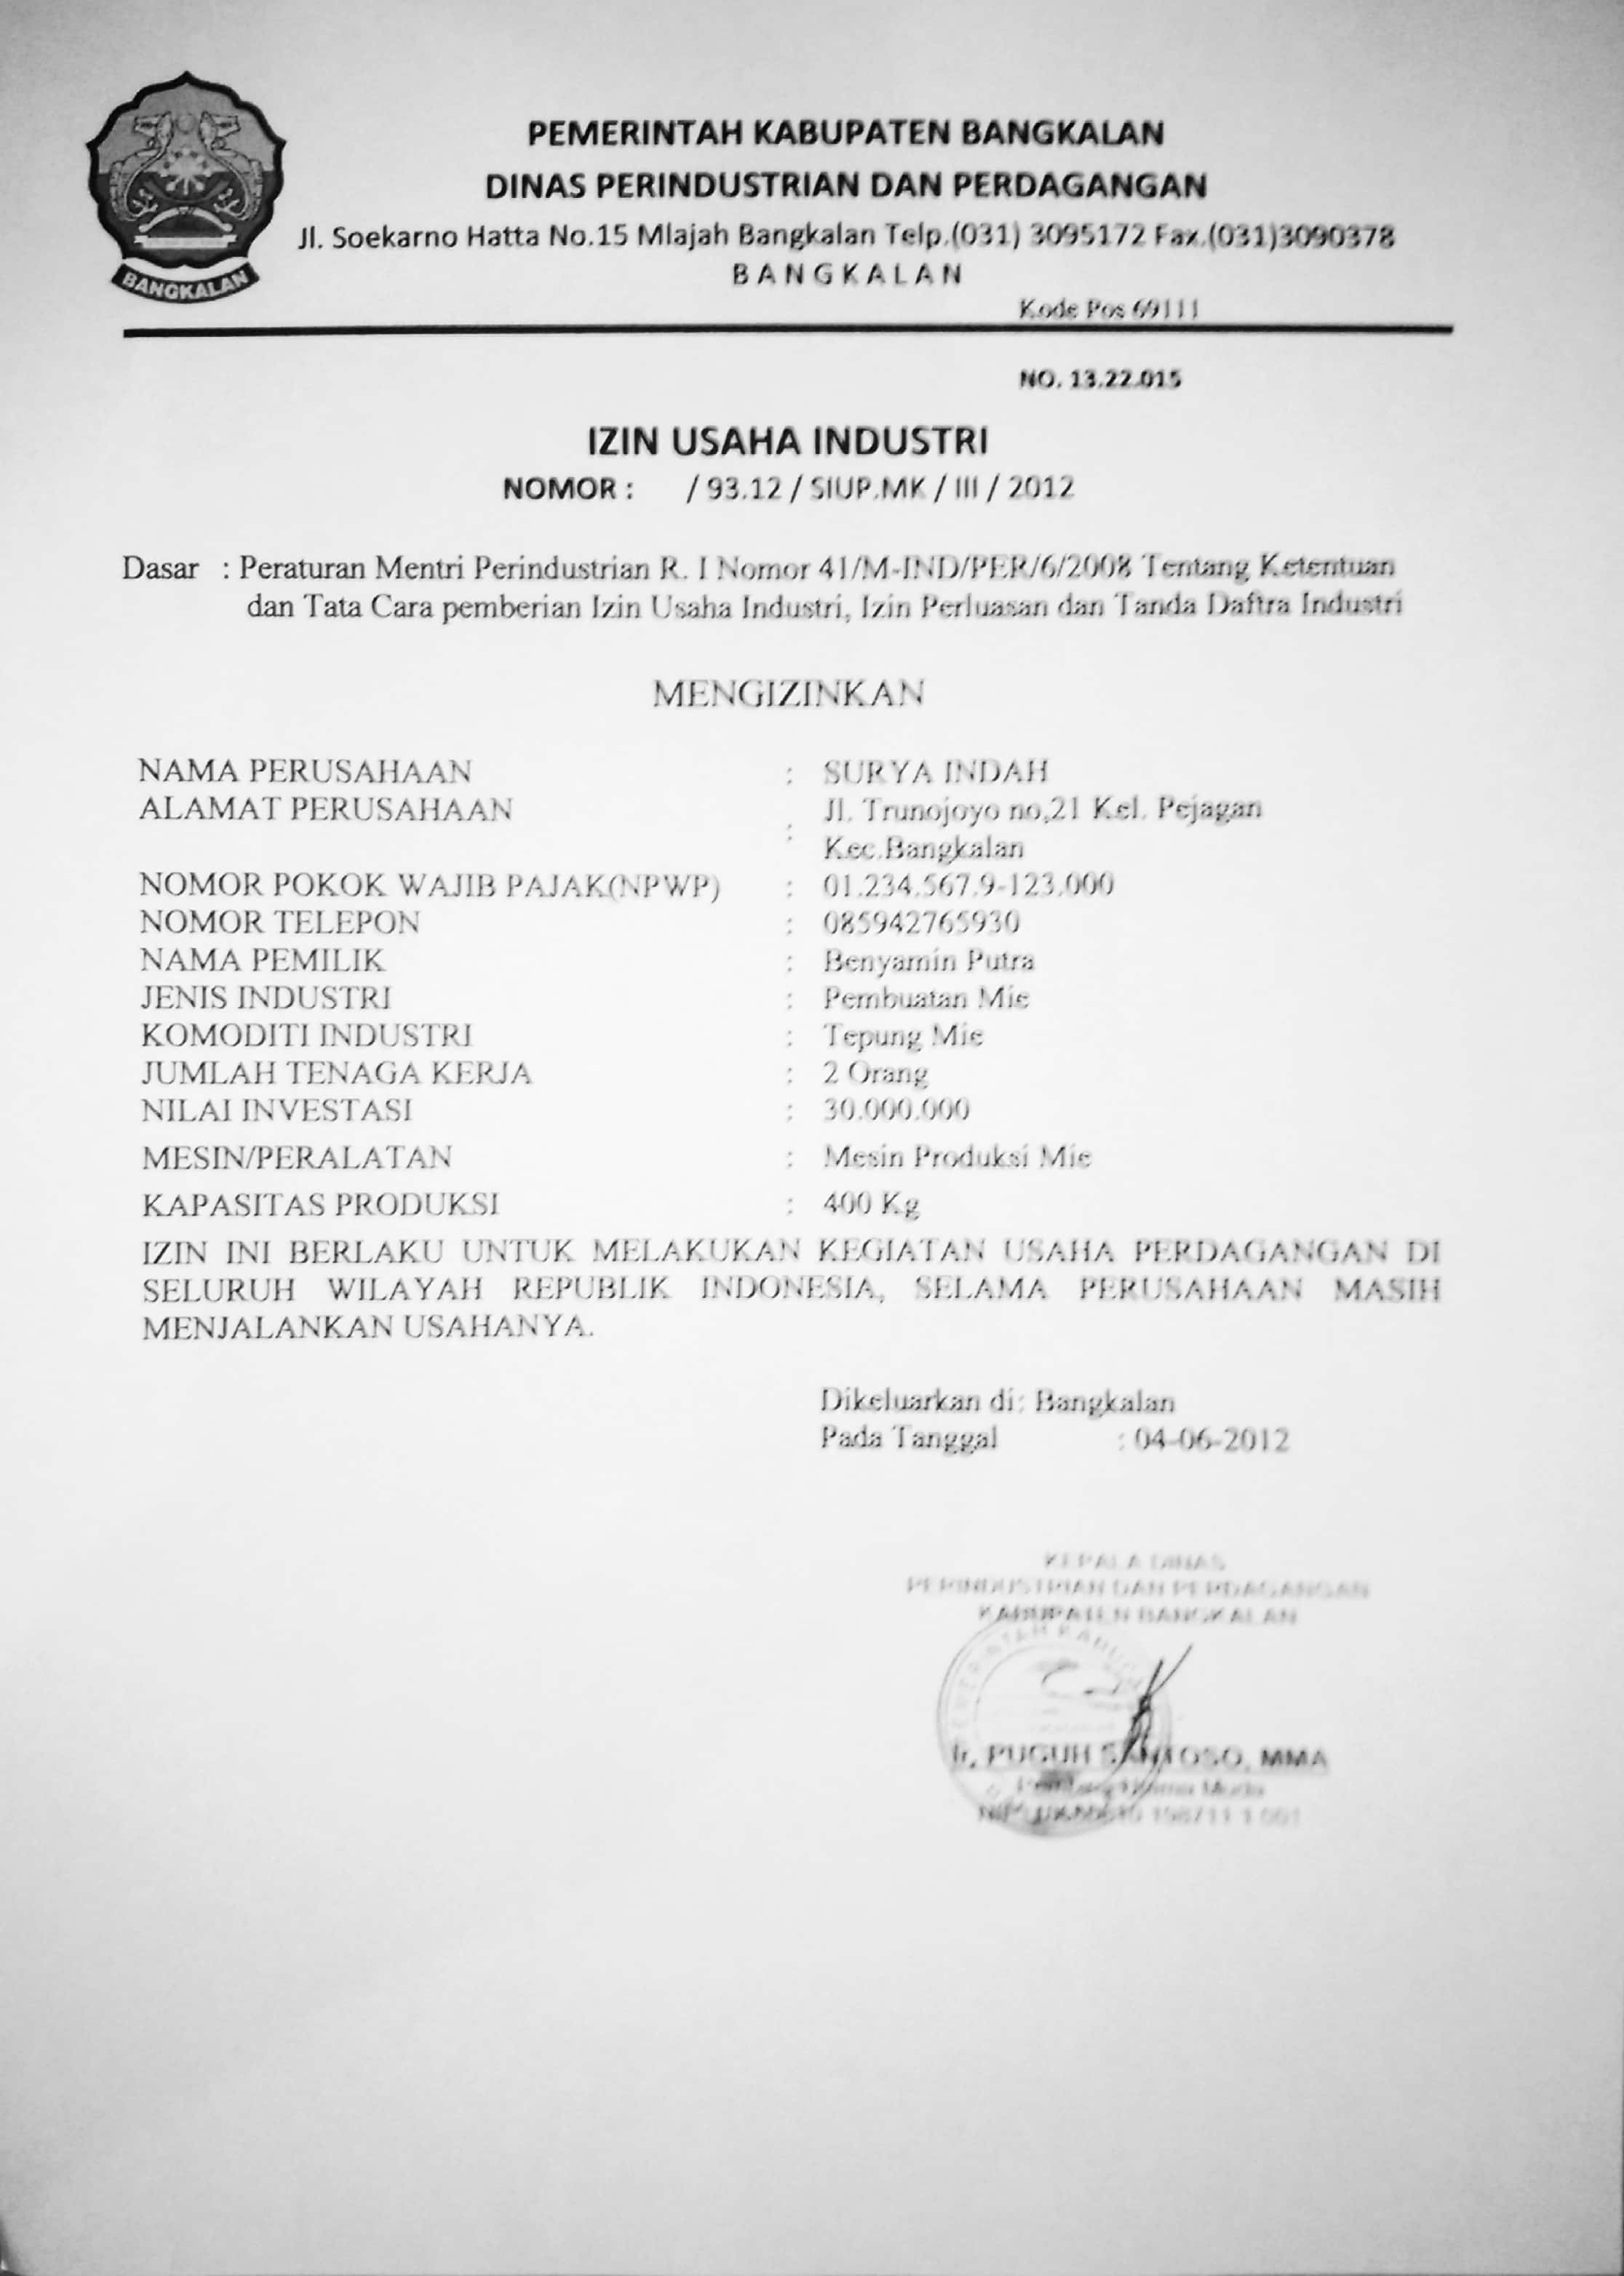 BANGKALAN
PEMERINTAH KABUPATEN BANGKALAN
DINAS PERINDUSTRIAN DAN PERDAGANGAN
Jl. Soekarno Hatta No.15 Mlajah Bangkalan Telp.(031) 3095172 Fax.(031)3090378
B A N G K A L A N
Kode Pos 69111
NO. 13.22.015
IZIN USAHA INDUSTRI
NOMOR : / 93.12 / SIUP.MK / III / 2012
Dasar : Peraturan Mentri Perindustrian R. I Nomor 41/M-IND/PER/6/2008 Tentang Ketentuan
dan Tata Cara pemberian Izin Usaha Industri, Izin Perluasan dan Tanda Daftra Industri
MENGIZINKAN
NAMA PERUSAHAAN : SURYA INDAH
ALAMAT PERUSAHAAN : Jl. Trunojoyo no,21 Kel. Pejagan
Kec.Bangkalan
NOMOR POKOK WAJIB PAJAK(NPWP) : 01.234.567.9-123.000
NOMOR TELEPON : 085942765930
NAMA PEMILIK : Benyamin Putra
JENIS INDUSTRI : Pembuatan Mie
KOMODITI INDUSTRI : Tepung Mie
JUMLAH TENAGA KERJA : 2 Orang
NILAI INVESTASI : 30.000.000
MESIN/PERALATAN : Mesin Produksi Mie
KAPASITAS PRODUKSI : 400 Kg
IZIN INI BERLAKU UNTUK MELAKUKAN KEGIATAN USAHA PERDAGANGAN DI
SELURUH WILAYAH REPUBLIK INDONESIA, SELAMA PERUSAHAAN MASIH
MENJALANKAN USAHANYA.
Dikeluarkan di: Bangkalan
Pada Tanggal : 04-06-2012
KEPALA DINAS
PERINDUSTRIAN DAN PERDAGANGAN
KABUPATEN BANGKALAN
Ir. PUGUH SANTOSO, MMA
NIP